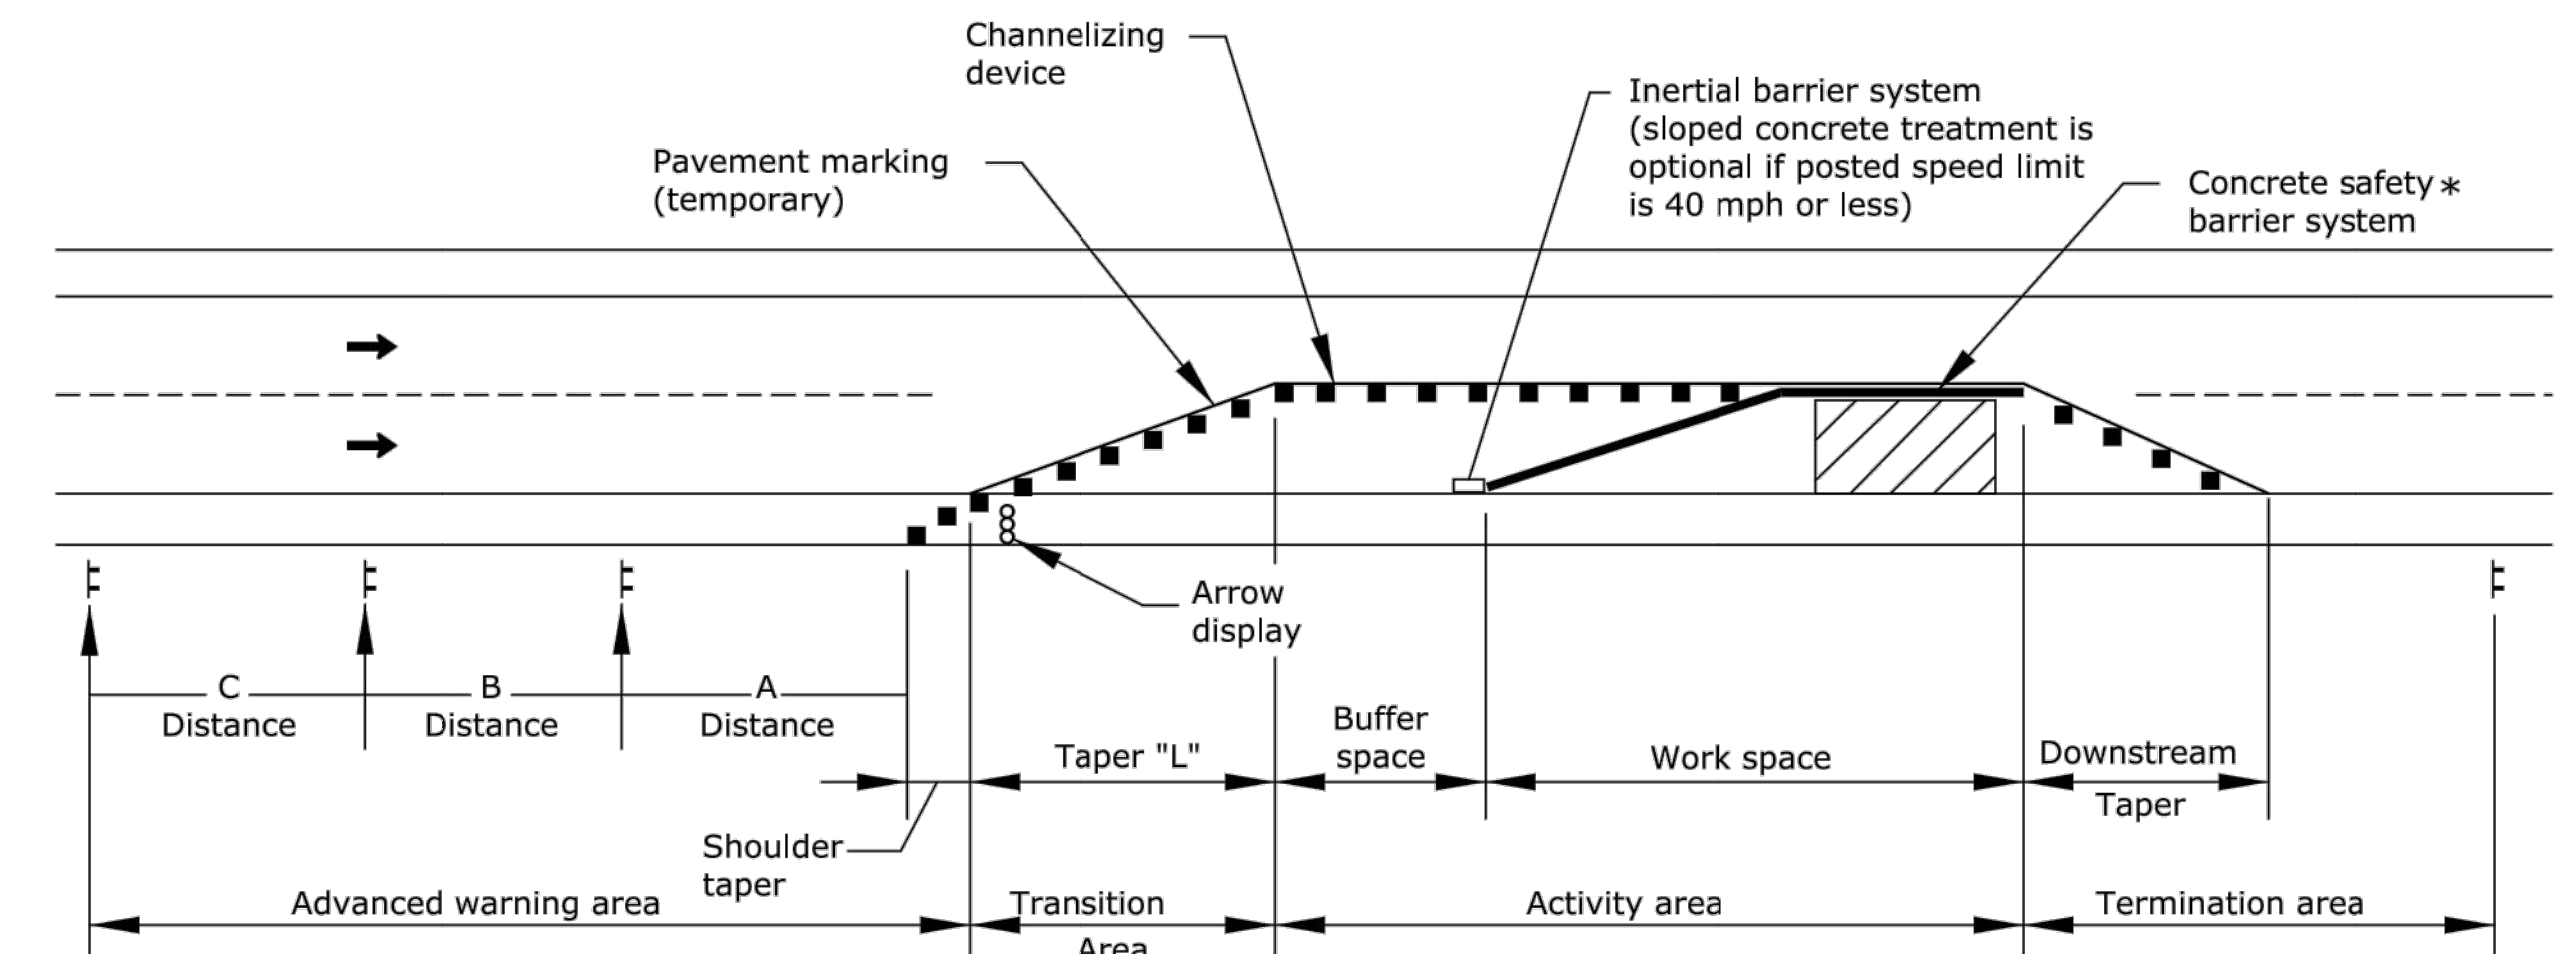 Channelizing
device
Inertial barrier system
(sloped concrete treatment is
optional if posted speed limit
is 40 mph or less)
Pavement marking
(temporary)
Concrete safety*
barrier system
Arrow
display
C
Distance
B
Distance
A
Distance
Buffer
space
Taper "L"
Work space
Downstream
Taper
Shoulder
taper
Advanced warning area
Transition
Area
Activity area
Termination area